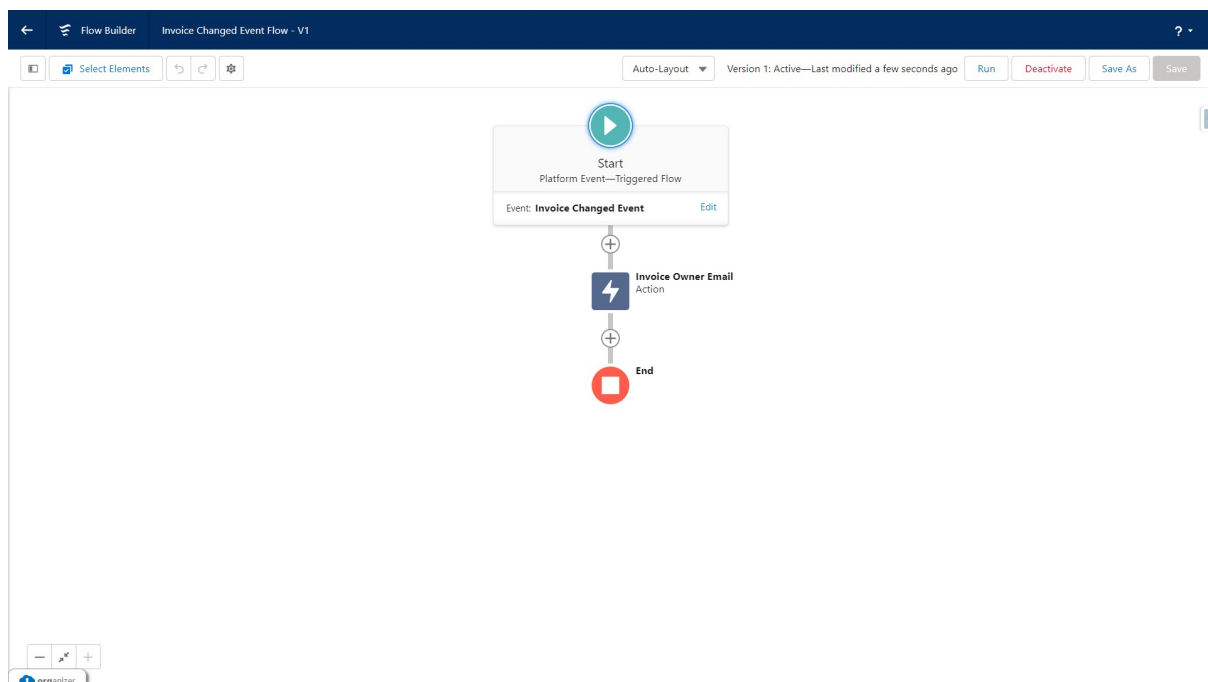 Flow Builder Invoice Changed Event Flow - V1 ?
Select Elements Auto-Layout Version 1: Active—Last modified a few seconds ago Run Deactivate Save As Save
Start
Platform Event—Triggered Flow
Event: Invoice Changed Event Edit
Invoice Owner Email
Action
End
organizer